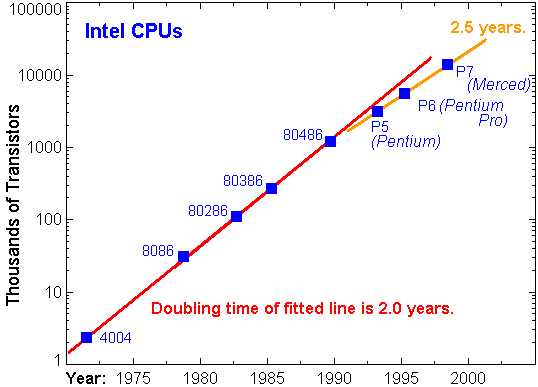 100000
Intel CPUs
2.5 years.
10000
P7
(Merced)
P6 (Pentium
Pro)
P5
(Pentium)
80486
1000
Thousands of Transistors
80386
80286
100
8086
10
Doubling time of fitted line is 2.0 years.
4004
1
Year: 1975 1980 1985 1990 1995 2000